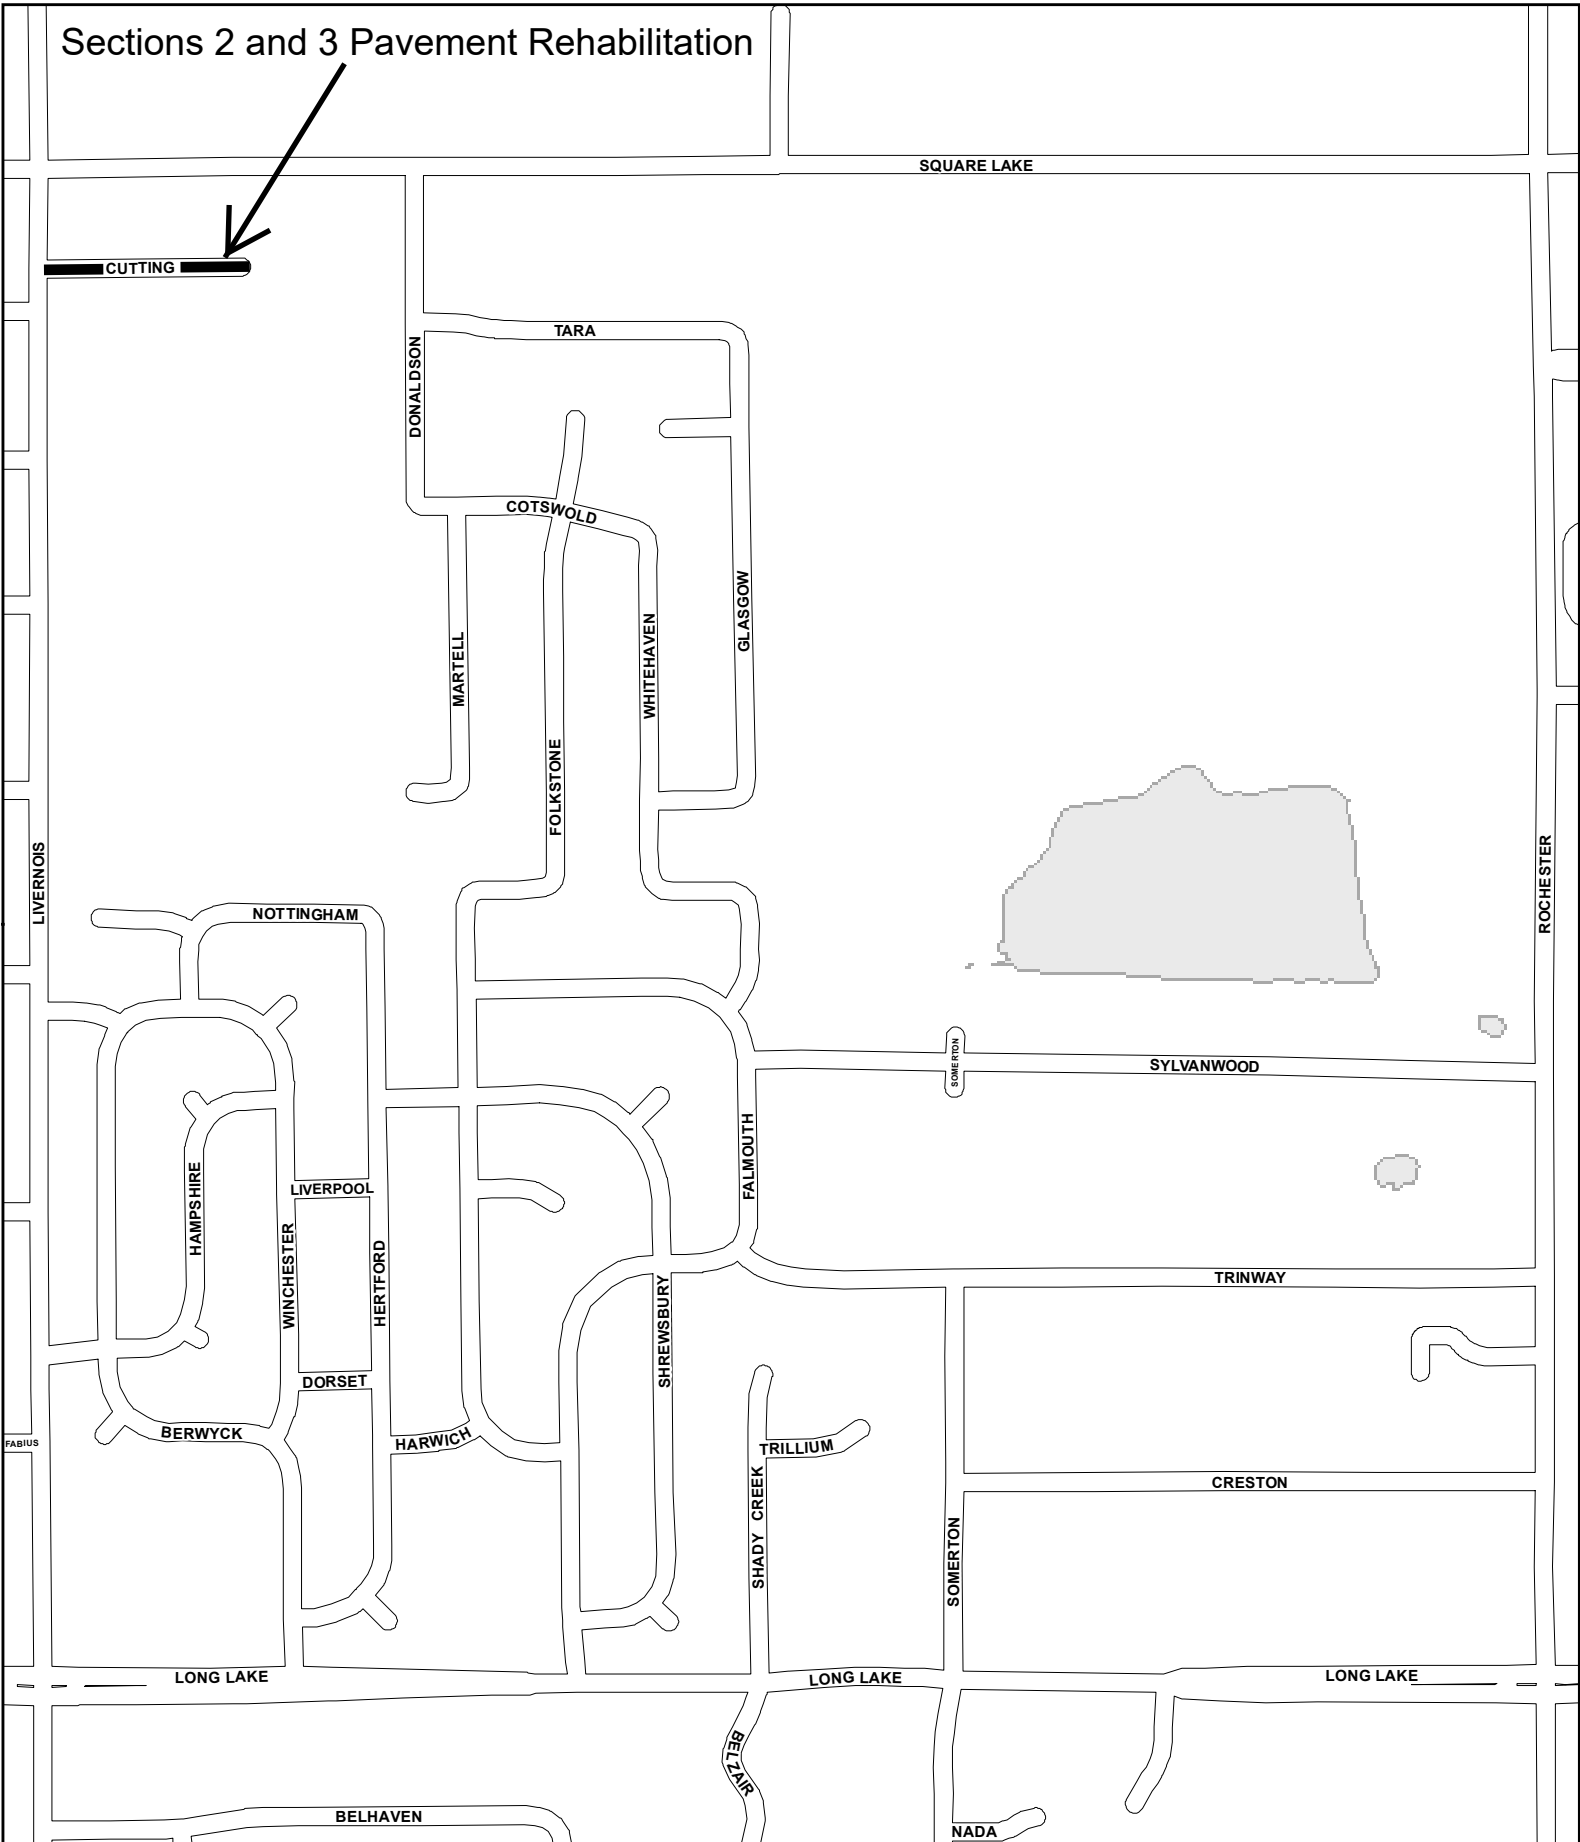 Sections 2 and 3 Pavement Rehabilitation
SQUARE LAKE
CUTTING
TARA
DONALDSON
COTSWOLD
GLASGOW
WHITEHAVEN
MARTELL
FOLKSTONE
LIVERNOIS
ROCHESTER
NOTTINGHAM
SOMERTON
SYLVANWOOD
FALMOUTH
HAMPSHIRE
LIVERPOOL
WINCHESTER
HERTFORD
TRINWAY
SHREWSBURY
DORSET
BERWYCK
HARWICH
FABIUS
TRILLIUM
SHADY CREEK
CRESTON
SOMERTON
LONG LAKE
LONG LAKE
LONG LAKE
BELZAIR
BELHAVEN
NADA